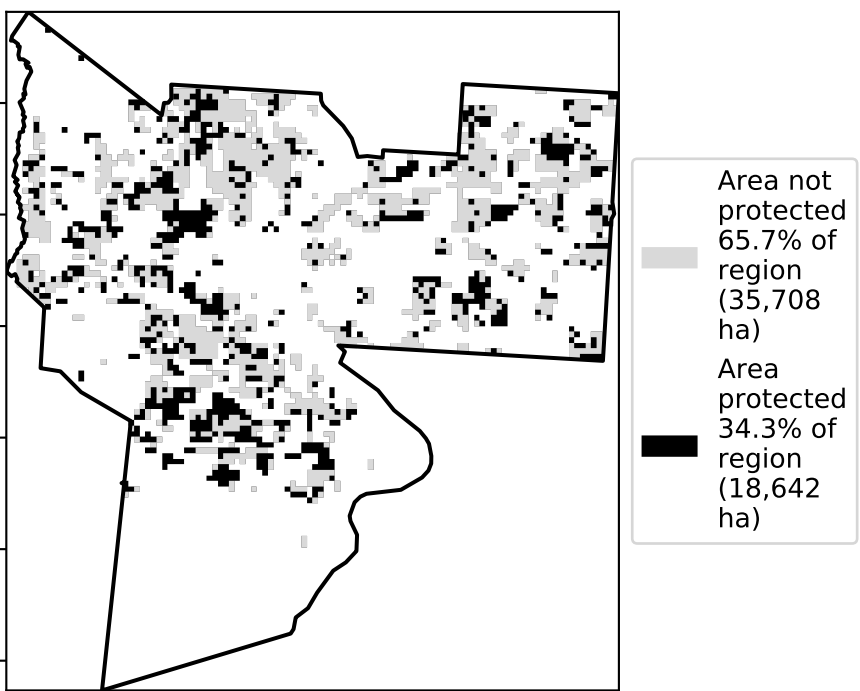 Area not
protected
65.7% of
region
(35,708
ha)
Area
protected
34.3% of
region
(18,642
ha)